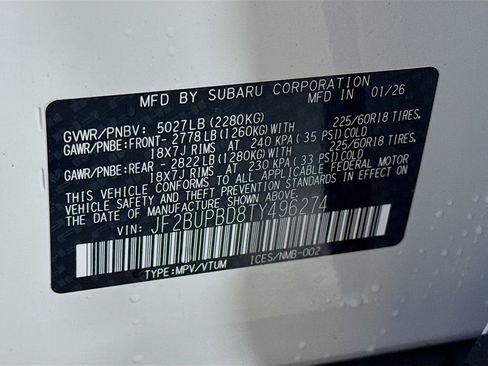 MFD BY SUBARU CORPORATION
MFD IN 01/26
GVWR/PNBV: 5027LB(2280KG)
GAWR/PNBE:FRONT- 2778LB(1260KG)WITH 225/60R18 TIRES,
18X7J RIMS AT 240 KPA(35 PSI)COLD
GAWR/PNBE:REAR - 2822LB(1280KG)WITH 225/60R18 TIRES,
18X7J RIMS AT 230 KPA(33 PSI)COLD
THIS VEHICLE CONFORMS TO ALL APPLICABLE FEDERAL MOTOR
VEHICLE SAFETY AND THEFT PREVENTION STANDARDS IN EFFECT ON
THE DATE OF MANUFACTURE SHOWN ABOVE.
VIN: JF2BUPBD8TY496274
TYPE:MPV/VTUM ICES/NMB-002